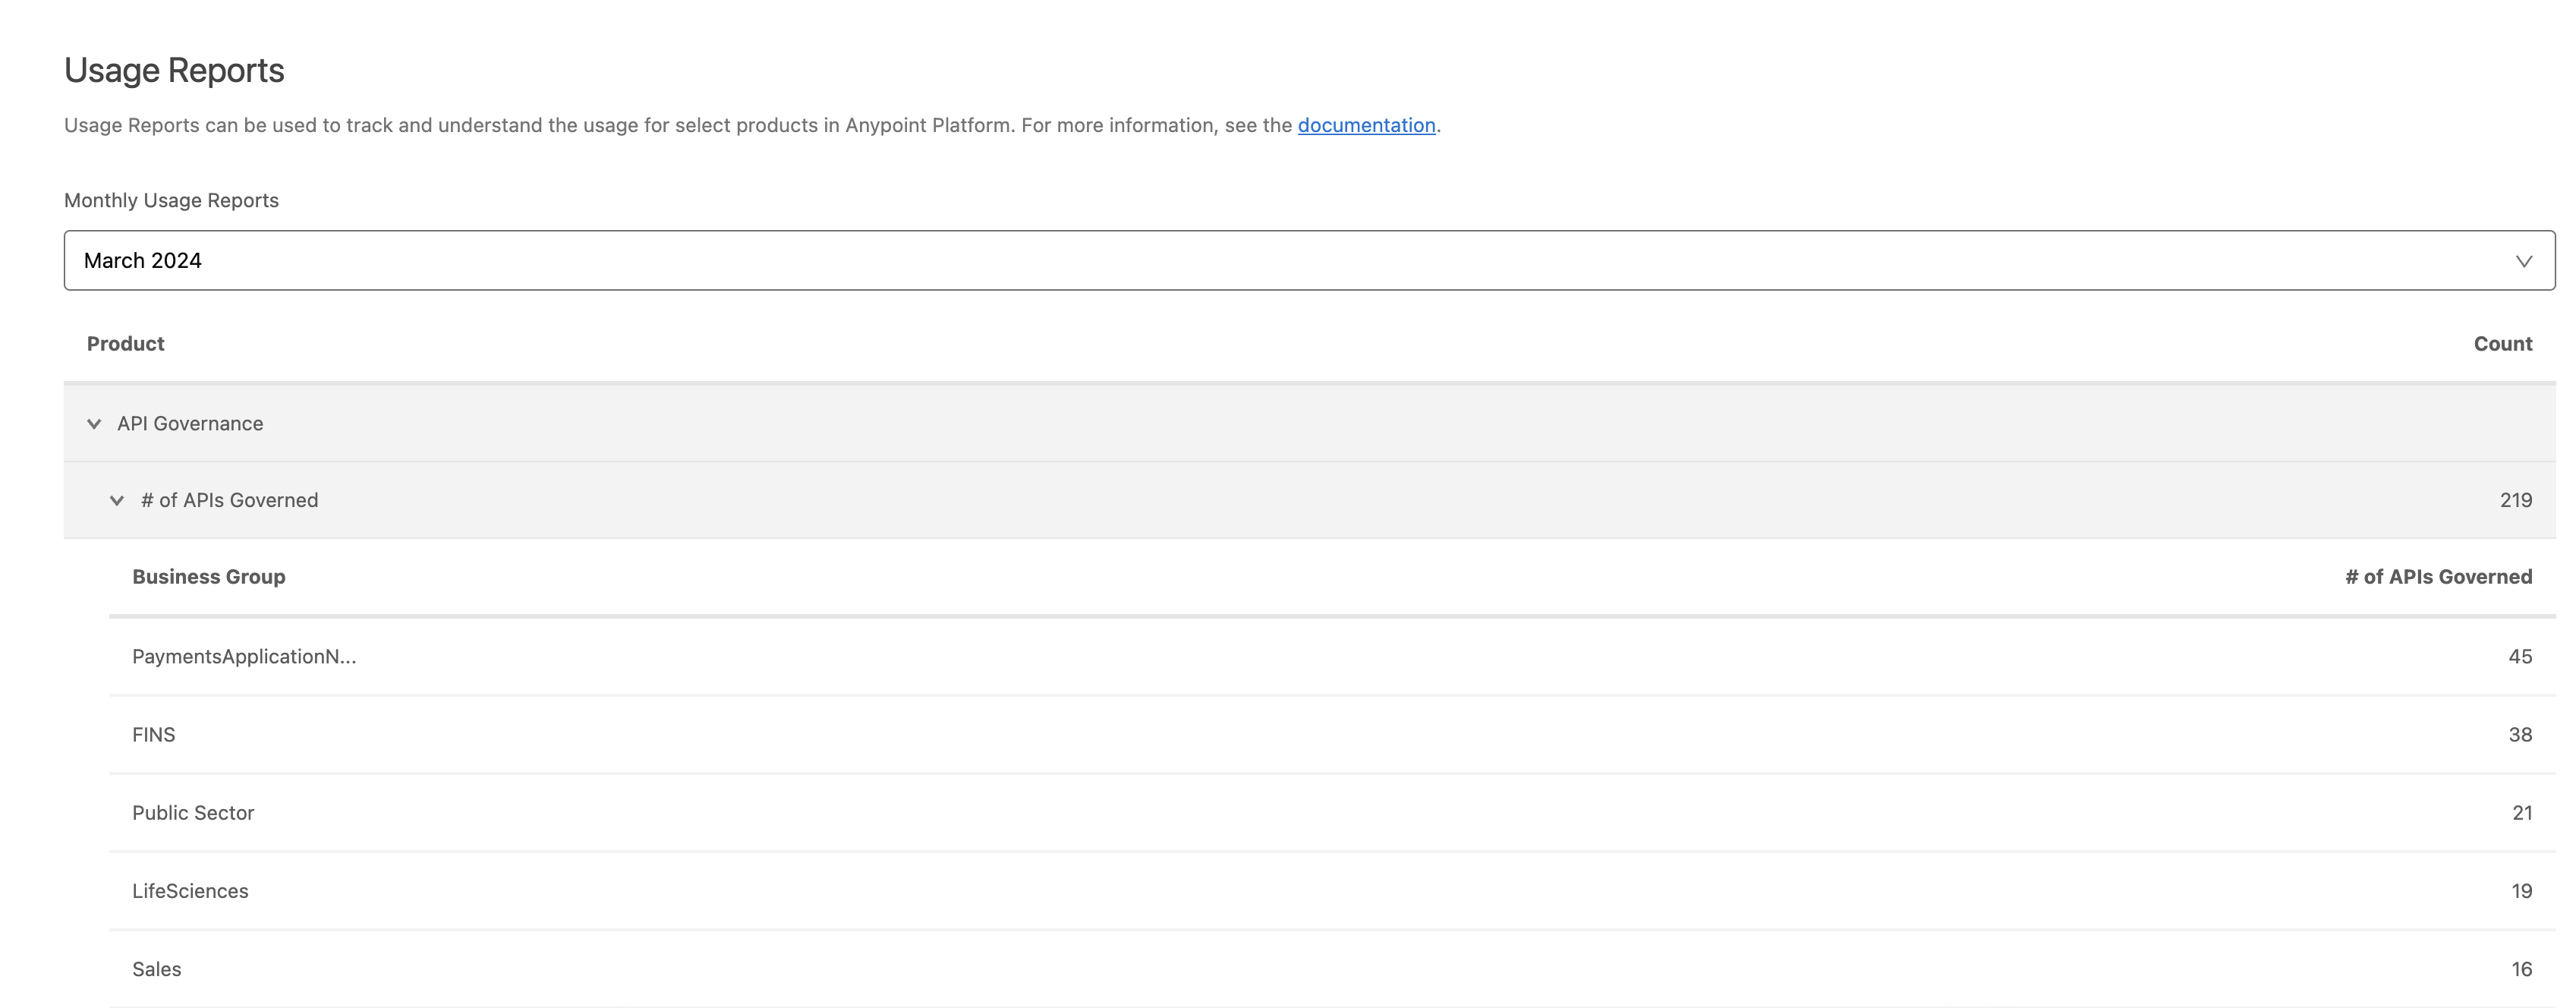 Usage Reports
Usage Reports can be used to track and understand the usage for select products in Anypoint Platform. For more information, see the documentation.
Monthly Usage Reports
March 2024
Product Count
API Governance
# of APIs Governed 219
Business Group # of APIs Governed
PaymentsApplicationN... 45
FINS 38
Public Sector 21
LifeSciences 19
Sales 16